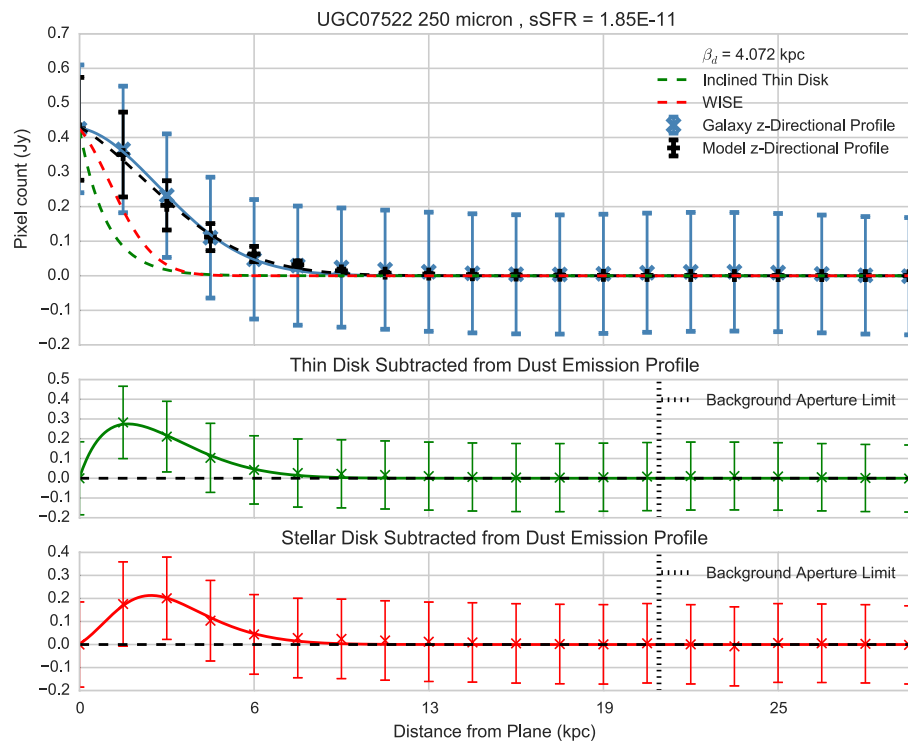 UGC07522 250 micron , sSFR = 1.85E-11
0.7
0.6
0.5
0.4
0.3
0.2
0.1
0.0
−0.1
−0.2
Pixel count (Jy)
β_d = 4.072 kpc
Inclined Thin Disk
WISE
Galaxy z-Directional Profile
Model z-Directional Profile
Thin Disk Subtracted from Dust Emission Profile
0.5
0.4
0.3
0.2
0.1
0.0
−0.1
−0.2
Background Aperture Limit
Stellar Disk Subtracted from Dust Emission Profile
0.4
0.3
0.2
0.1
0.0
−0.1
−0.2
Background Aperture Limit
0 6 13 19 25
Distance from Plane (kpc)